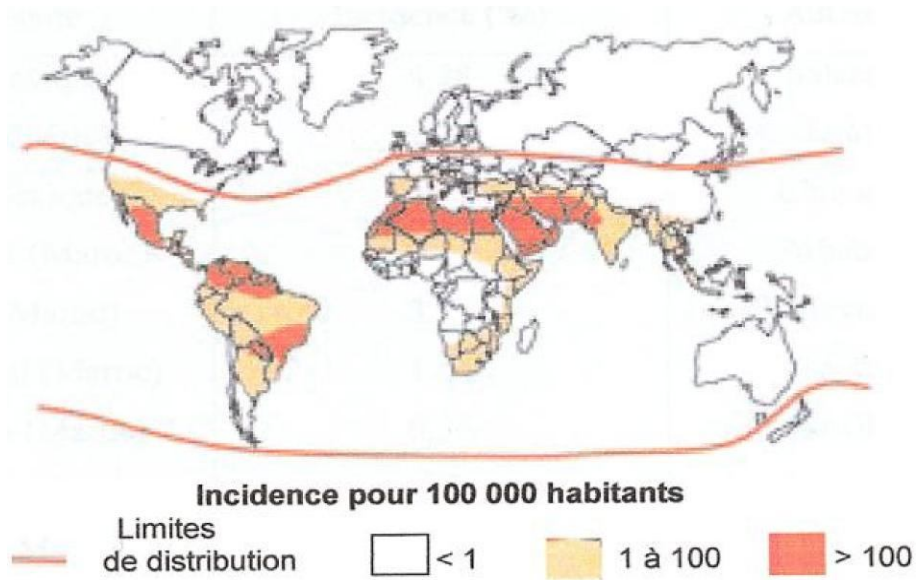 Incidence pour 100 000 habitants
Limites
de distribution
< 1
1 à 100
> 100